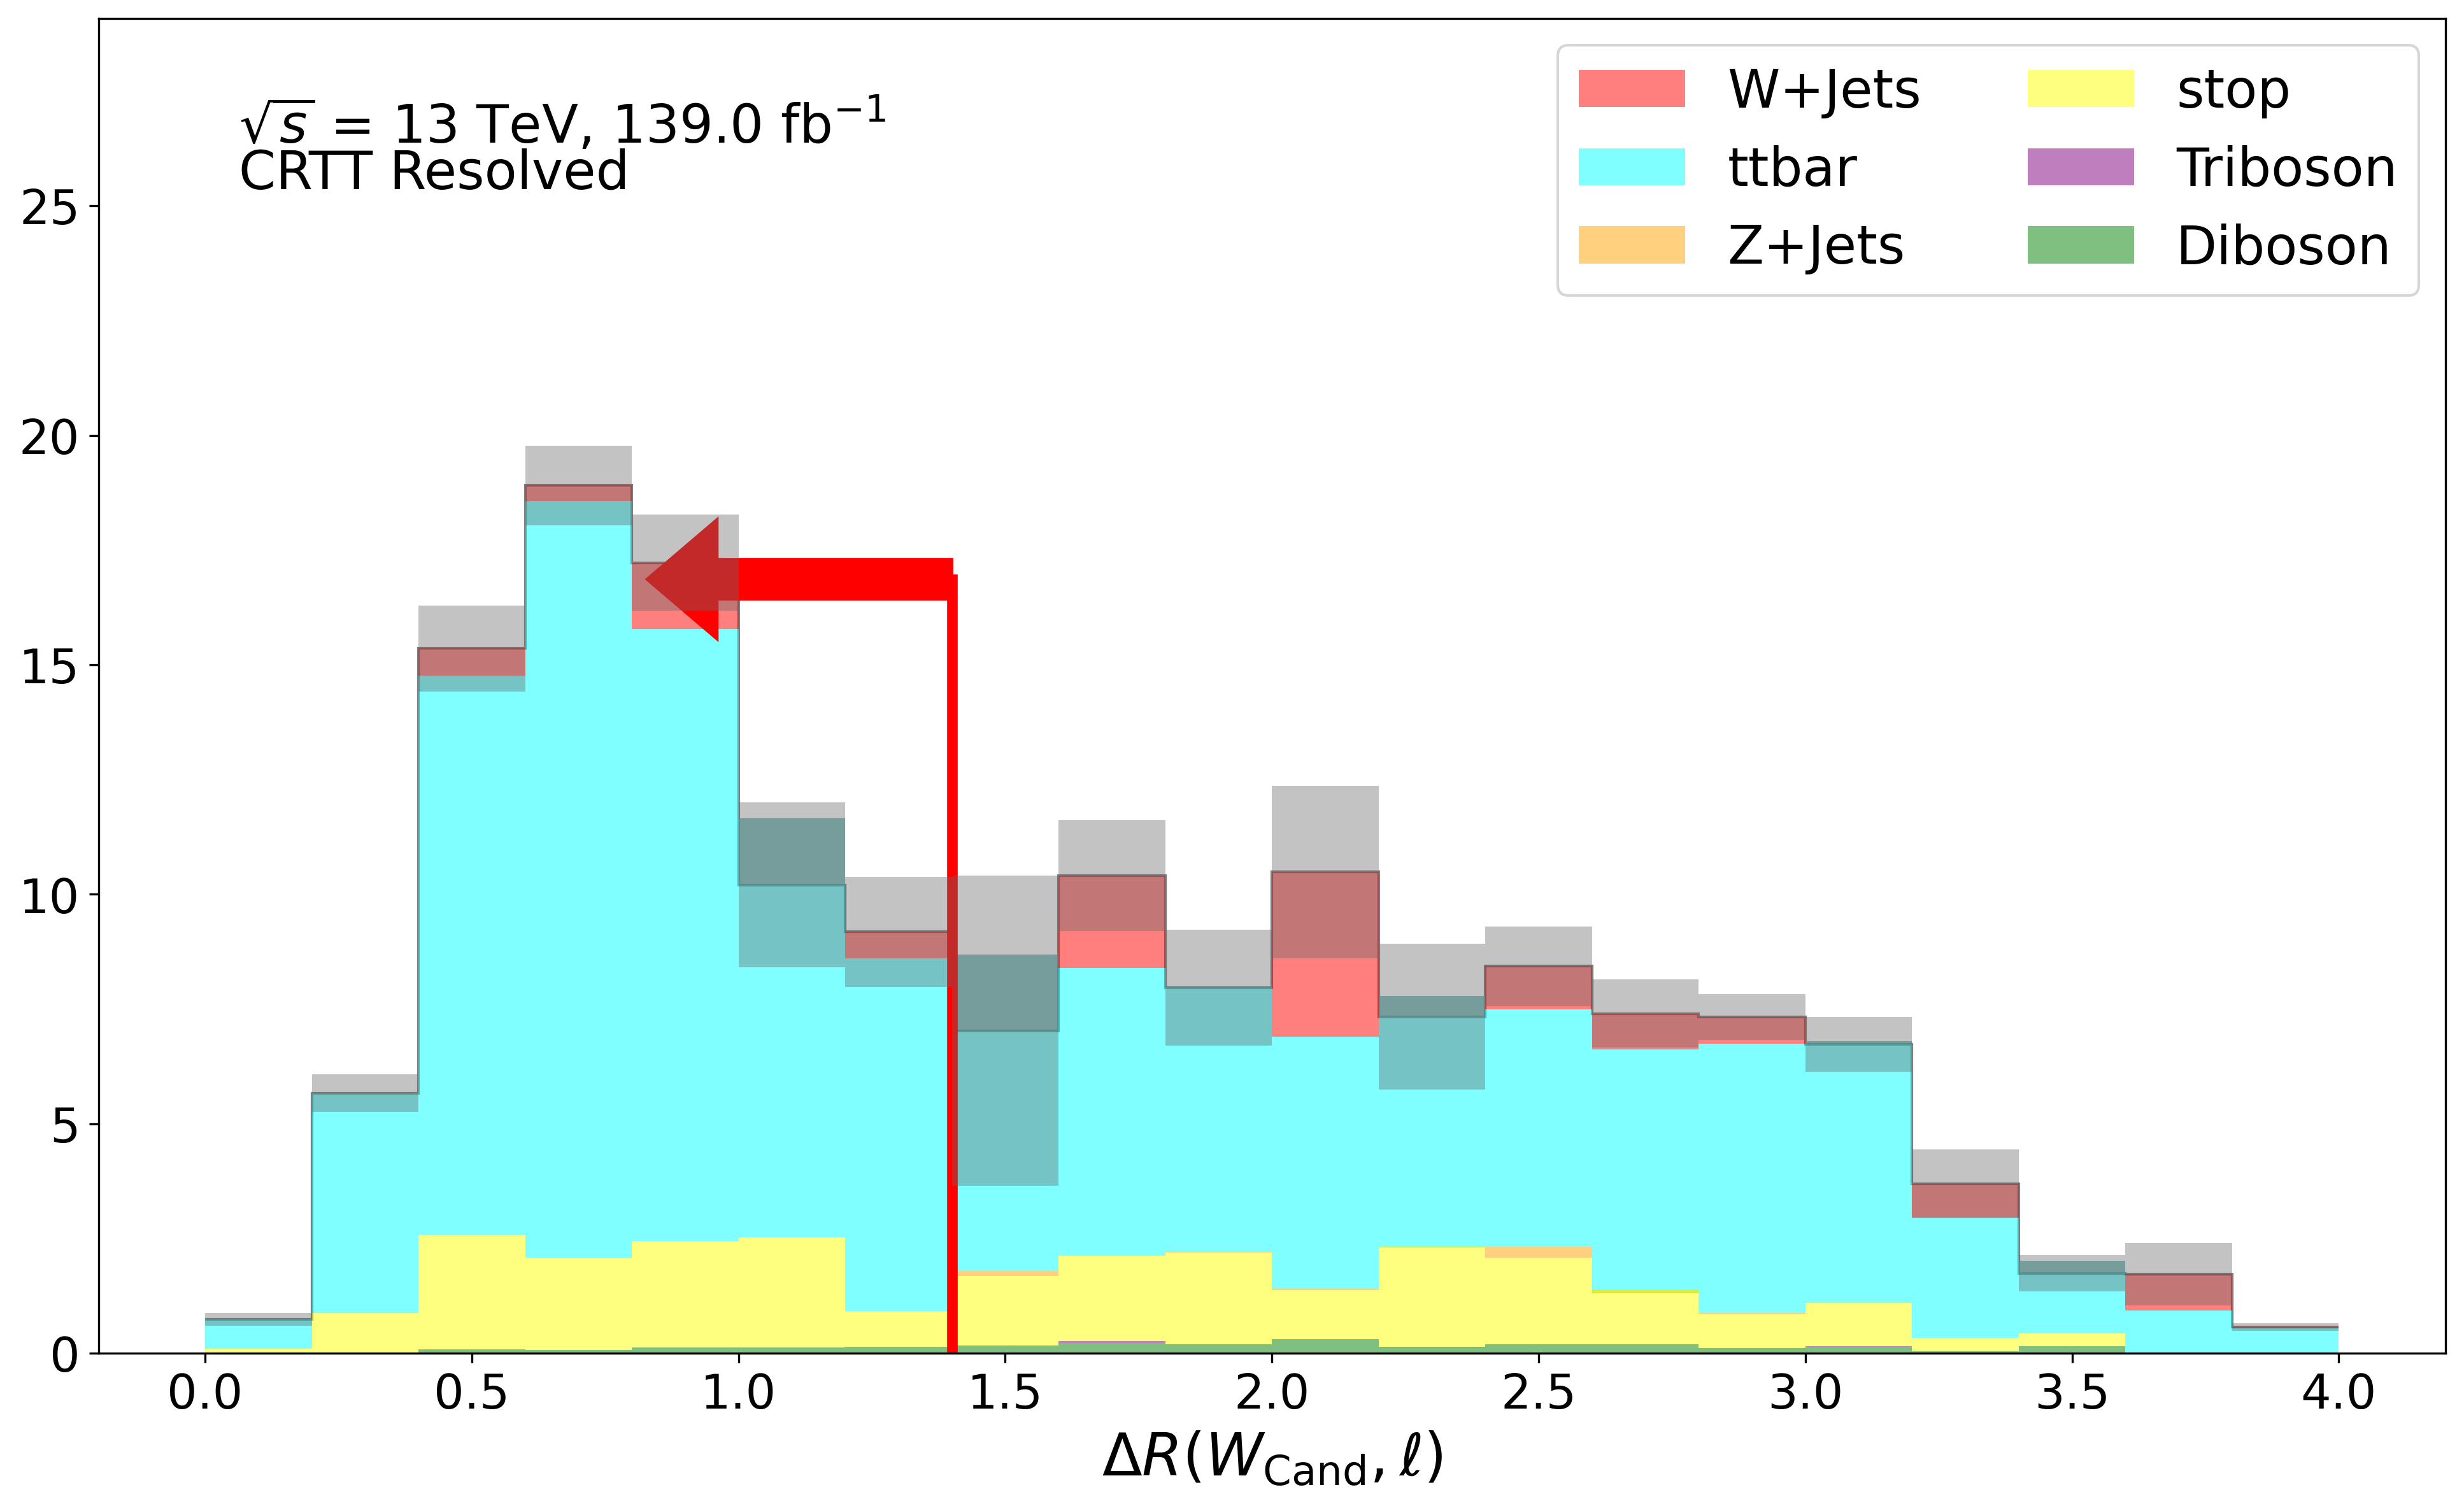 √s = 13 TeV, 139.0 fb⁻¹
CRTT Resolved
W+Jets
ttbar
Z+Jets
stop
Triboson
Diboson
25
20
15
10
5
0
0.0 0.5 1.0 1.5 2.0 2.5 3.0 3.5 4.0
ΔR(W_Cand, ℓ)